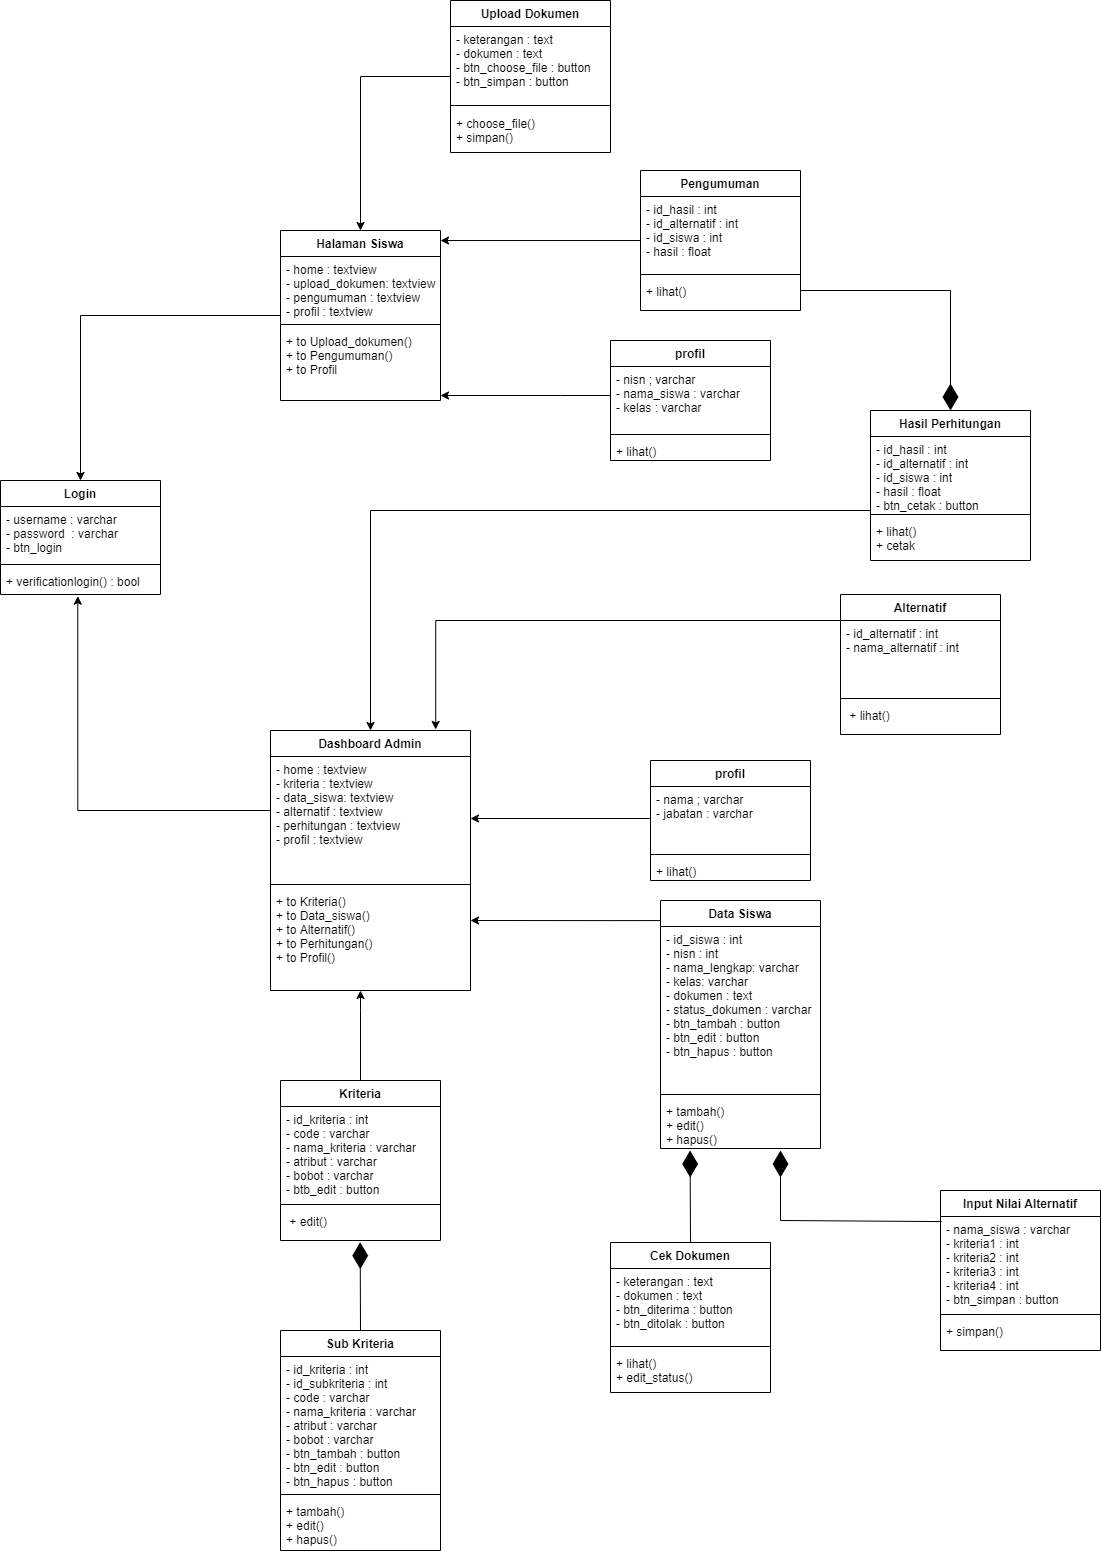 Upload Dokumen
- keterangan : text
- dokumen : text
- btn_choose_file : button
- btn_simpan : button
+ choose_file()
+ simpan()
Pengumuman
- id_hasil : int
- id_alternatif : int
- id_siswa : int
- hasil : float
+ lihat()
Halaman Siswa
- home : textview
- upload_dokumen: textview
- pengumuman : textview
- profil : textview
+ to Upload_dokumen()
+ to Pengumuman()
+ to Profil
profil
- nisn ; varchar
- nama_siswa : varchar
- kelas : varchar
+ lihat()
Hasil Perhitungan
- id_hasil : int
- id_alternatif : int
- id_siswa : int
- hasil : float
- btn_cetak : button
+ lihat()
+ cetak
Login
- username : varchar
- password  : varchar
- btn_login
+ verificationlogin() : bool
Alternatif
- id_alternatif : int
- nama_alternatif : int
+ lihat()
Dashboard Admin
- home : textview
- kriteria : textview
- data_siswa: textview
- alternatif : textview
- perhitungan : textview
- profil : textview
+ to Kriteria()
+ to Data_siswa()
+ to Alternatif()
+ to Perhitungan()
+ to Profil()
profil
- nama ; varchar
- jabatan : varchar
+ lihat()
Data Siswa
- id_siswa : int
- nisn : int
- nama_lengkap: varchar
- kelas: varchar
- dokumen : text
- status_dokumen : varchar
- btn_tambah : button
- btn_edit : button
- btn_hapus : button
+ tambah()
+ edit()
+ hapus()
Kriteria
- id_kriteria : int
- code : varchar
- nama_kriteria : varchar
- atribut : varchar
- bobot : varchar
- btb_edit : button
+ edit()
Input Nilai Alternatif
- nama_siswa : varchar
- kriteria1 : int
- kriteria2 : int
- kriteria3 : int
- kriteria4 : int
- btn_simpan : button
+ simpan()
Cek Dokumen
- keterangan : text
- dokumen : text
- btn_diterima : button
- btn_ditolak : button
+ lihat()
+ edit_status()
Sub Kriteria
- id_kriteria : int
- id_subkriteria : int
- code : varchar
- nama_kriteria : varchar
- atribut : varchar
- bobot : varchar
- btn_tambah : button
- btn_edit : button
- btn_hapus : button
+ tambah()
+ edit()
+ hapus()